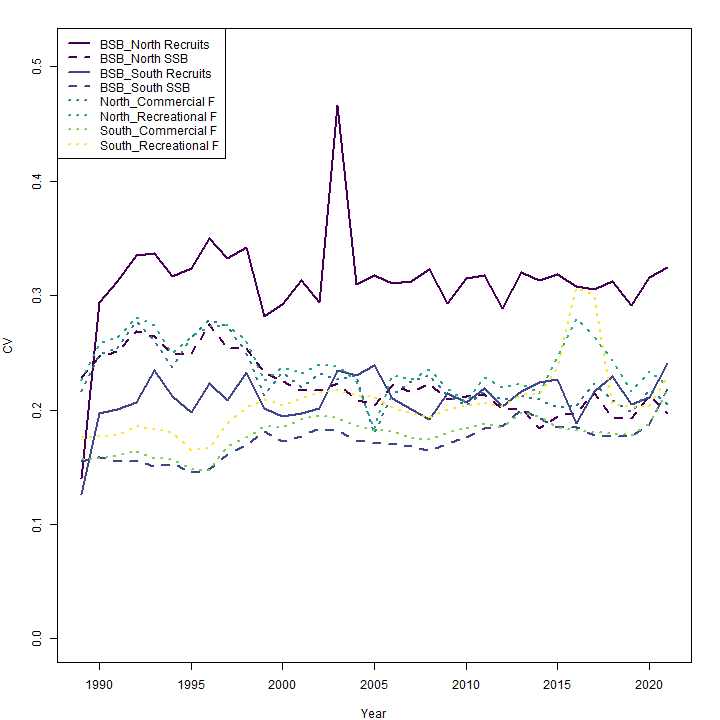 BSB_North Recruits
BSB_North SSB
BSB_South Recruits
BSB_South SSB
North_Commercial F
North_Recreational F
South_Commercial F
South_Recreational F
0.5
0.4
0.3
0.2
0.1
0.0
CV
1990 1995 2000 2005 2010 2015 2020
Year